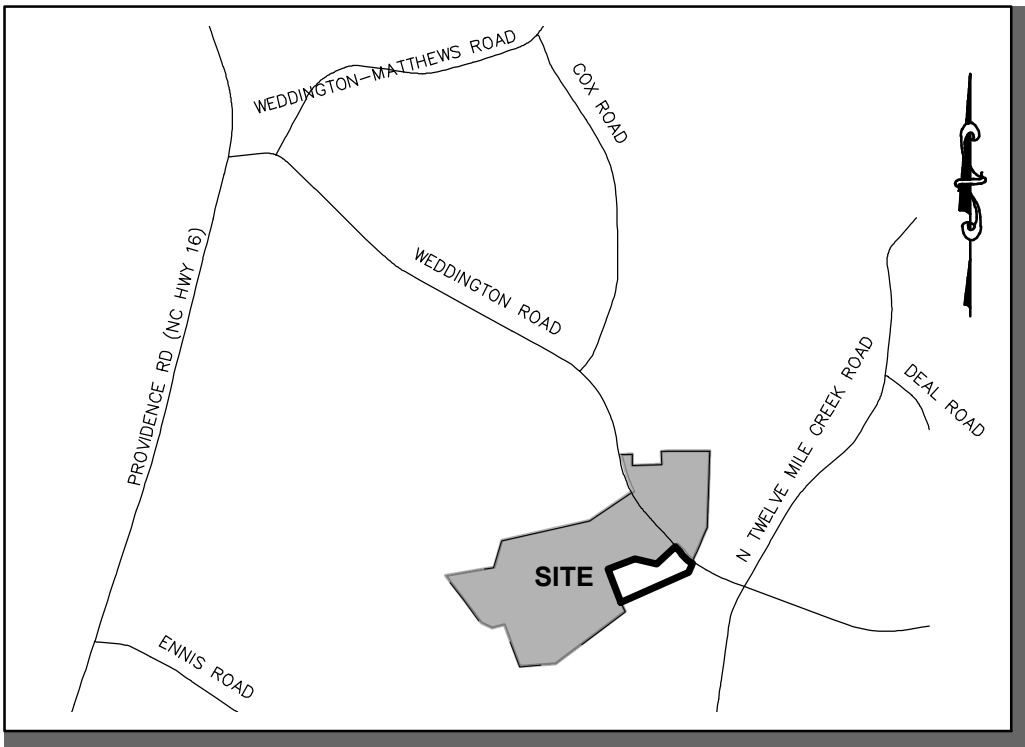 WEDDINGTON-MATTHEWS ROAD
COX ROAD
PROVIDENCE RD (NC HWY 16)
WEDDINGTON ROAD
N TWELVE MILE CREEK ROAD
DEAL ROAD
SITE
ENNIS ROAD